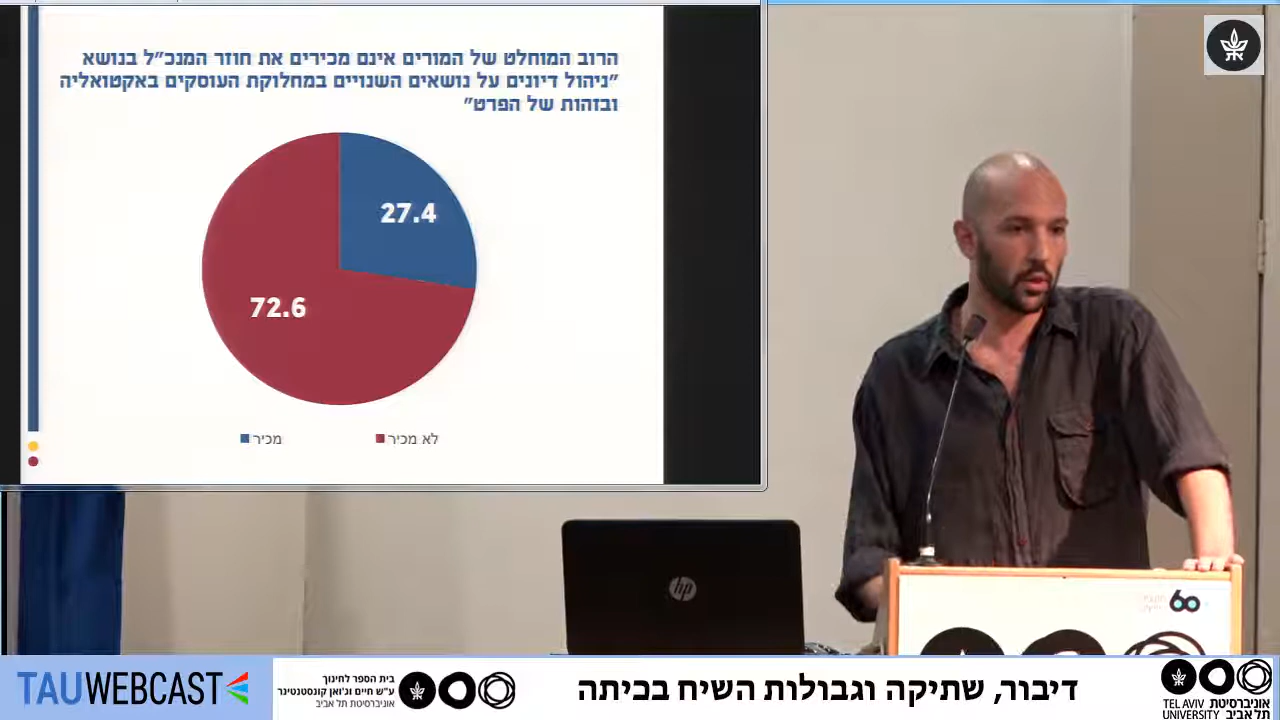 הרוב המוחלט של המורים אינם מכירים את חוזר המנכ"ל בנושא
"ניהול דיונים על נושאים השנויים במחלוקת העוסקים באקטואליה
ובזהות של הפרט"
27.4
72.6
מכיר
לא מכיר
hp
60
TAUWEBCAST
בית הספר לחינוך
ע"ש חיים וג'ואן קונסטנטינר
אוניברסיטת תל אביב
דיבור, שתיקה וגבולות השיח בכיתה
TEL AVIV אוניברסיטת
UNIVERSITY תל אביב